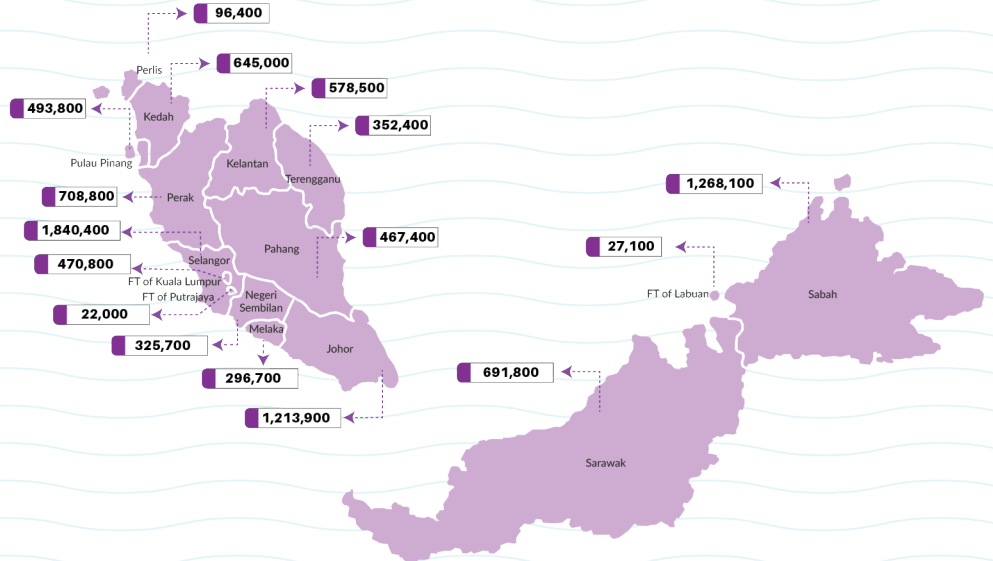 96,400
Perlis
645,000
578,500
493,800
Kedah
352,400
Pulau Pinang
Kelantan
Terengganu
1,268,100
708,800
Perak
1,840,400
467,400
Pahang
27,100
Selangor
470,800
FT of Kuala Lumpur
FT of Putrajaya
Negeri
Sembilan
FT of Labuan
Sabah
22,000
Melaka
325,700
Johor
296,700
691,800
1,213,900
Sarawak